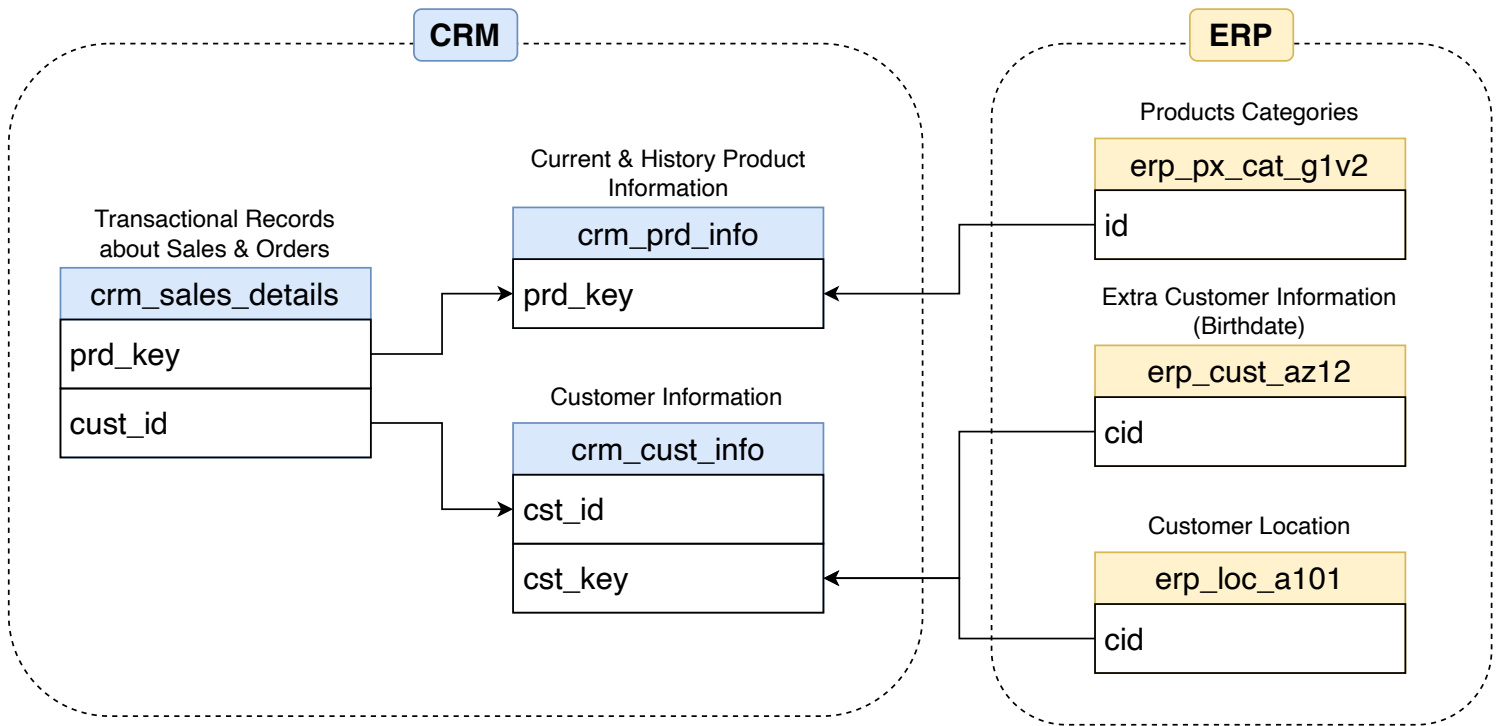 CRM
Transactional Records
about Sales & Orders
crm_sales_details
prd_key
cust_id
Current & History Product
Information
crm_prd_info
prd_key
Customer Information
crm_cust_info
cst_id
cst_key
ERP
Products Categories
erp_px_cat_g1v2
id
Extra Customer Information
(Birthdate)
erp_cust_az12
cid
Customer Location
erp_loc_a101
cid